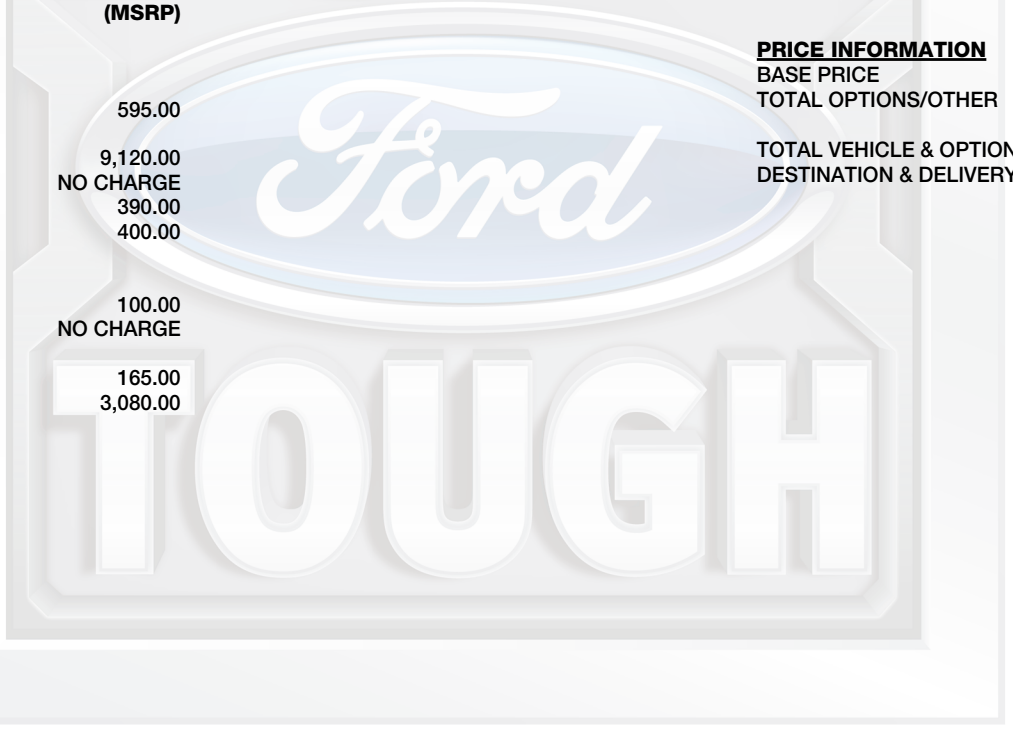 (MSRP)
595.00
9,120.00
NO CHARGE
390.00
400.00
100.00
NO CHARGE
165.00
3,080.00
PRICE INFORMATION
BASE PRICE
TOTAL OPTIONS/OTHER
TOTAL VEHICLE & OPTION
DESTINATION & DELIVERY
Ford
TOUGH